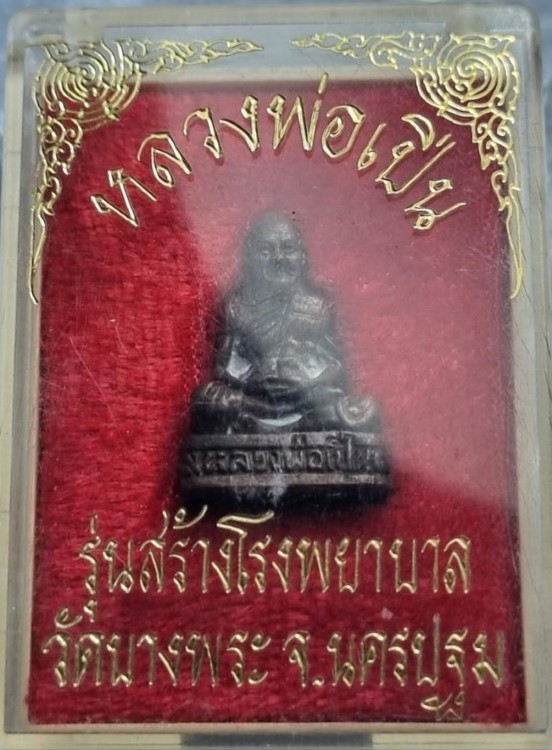 หลวงพ่อเปิ่น
หลวงพ่อเปิ่น
รุ่นสร้างโรงพยาบาล
วัดบางพระ จ.นครปฐม